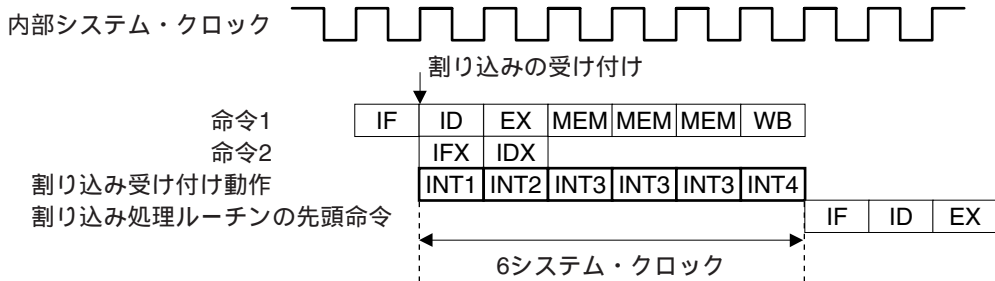 内部システム・クロック
割り込みの受け付け
命令1 IF ID EX MEM MEM MEM WB
命令2 IFX IDX
割り込み受け付け動作 INT1 INT2 INT3 INT3 INT3 INT4
割り込み処理ルーチンの先頭命令 IF ID EX
6システム・クロック